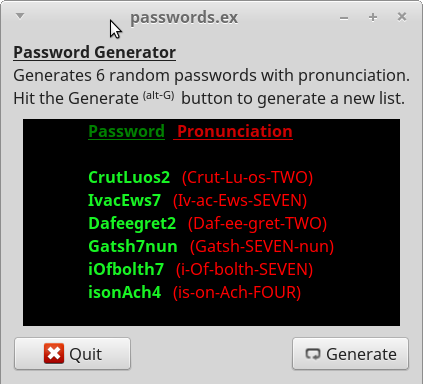 passwords.ex
Password Generator
Generates 6 random passwords with pronunciation.
Hit the Generate (alt-G) button to generate a new list.
Password Pronunciation
CrutLuos2 (Crut-Lu-os-TWO)
IvacEws7 (Iv-ac-Ews-SEVEN)
Dafeegret2 (Daf-ee-gret-TWO)
Gatsh7nun (Gatsh-SEVEN-nun)
iOfbolth7 (i-Of-bolth-SEVEN)
isonAch4 (is-on-Ach-FOUR)
Quit Generate